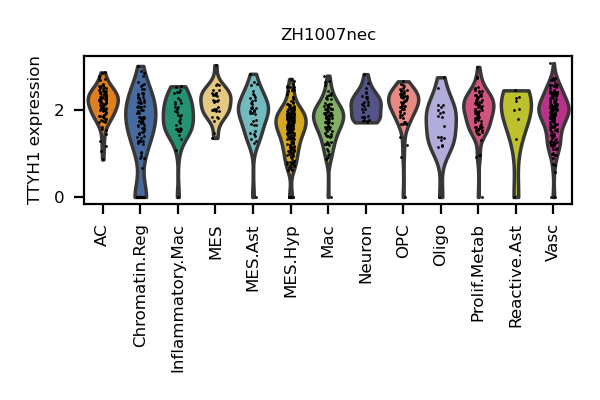 ZH1007nec
TTYH1 expression
2
0
AC
Chromatin.Reg
Inflammatory.Mac
MES
MES.Ast
MES.Hyp
Mac
Neuron
OPC
Oligo
Prolif.Metab
Reactive.Ast
Vasc